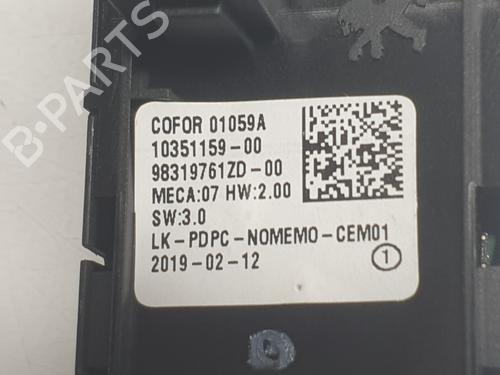 B-PARTS
COFOR 01059A
10351159-00
98319761ZD-00
MECA:07 HW:2.00
SW:3.0
LK-PDPC-NOMEMO-CEM01
2019-02-12
1